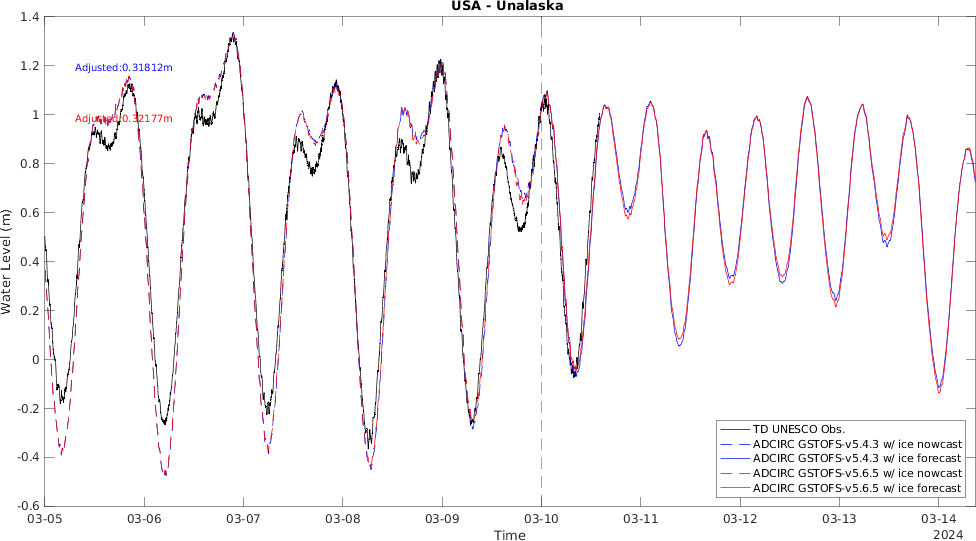 USA - Unalaska
Adjusted:0.31812m
Adjusted:0.32177m
Water Level (m)
1.4
1.2
1
0.8
0.6
0.4
0.2
0
-0.2
-0.4
-0.6
TD UNESCO Obs.
ADCIRC GSTOFS-v5.4.3 w/ ice nowcast
ADCIRC GSTOFS-v5.4.3 w/ ice forecast
ADCIRC GSTOFS-v5.6.5 w/ ice nowcast
ADCIRC GSTOFS-v5.6.5 w/ ice forecast
03-05 03-06 03-07 03-08 03-09 03-10 03-11 03-12 03-13 03-14
Time
2024